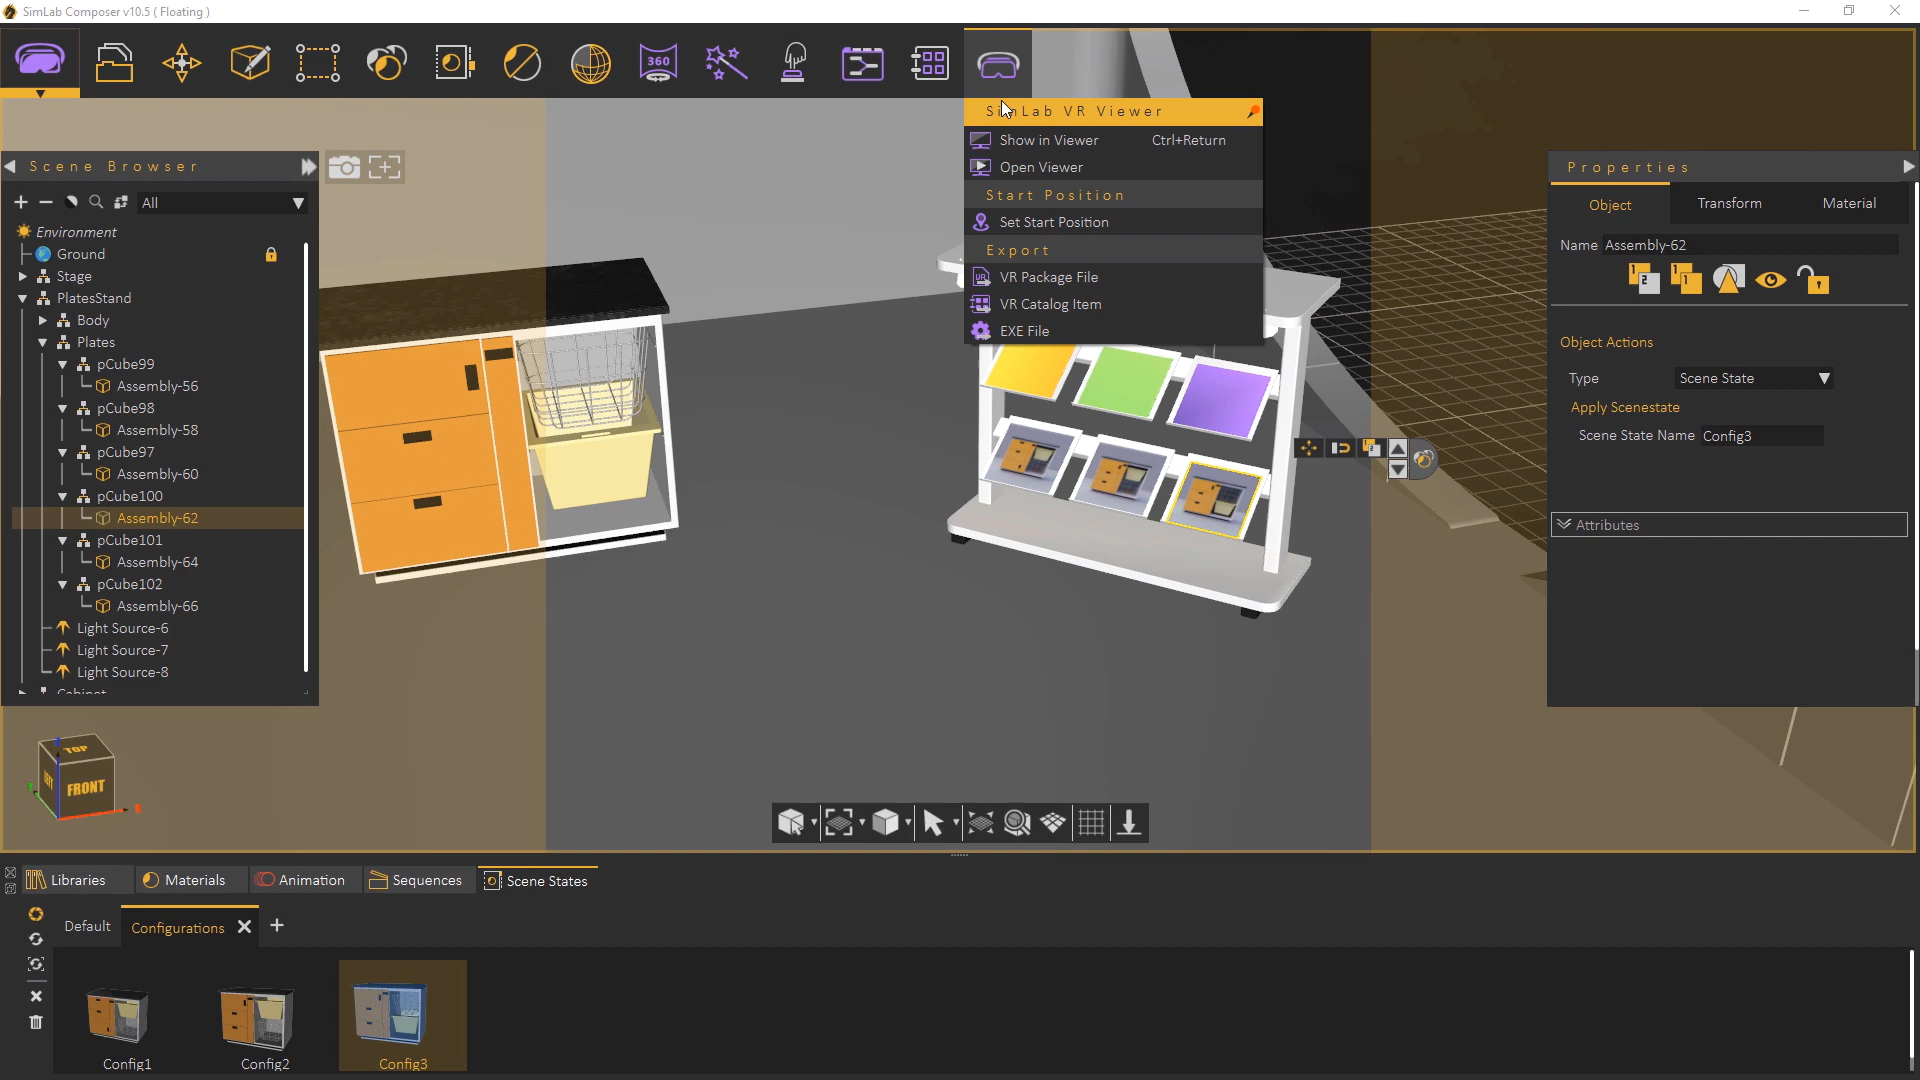 SimLab Composer v10.5 ( Floating )
360
SimLab VR Viewer
Show in Viewer Ctrl+Return
Open Viewer
Start Position
Set Start Position
Export
VR Package File
VR Catalog Item
EXE File
Scene Browser
All
Environment
Ground
Stage
PlatesStand
Body
Plates
pCube99
Assembly-56
pCube98
Assembly-58
pCube97
Assembly-60
pCube100
Assembly-62
pCube101
Assembly-64
pCube102
Assembly-66
Light Source-6
Light Source-7
Light Source-8
Cabinet
Properties
Object Transform Material
Name Assembly-62
Object Actions
Type Scene State
Apply Scenestate
Scene State Name Config3
Attributes
TOP
LEFT
FRONT
Libraries Materials Animation Sequences Scene States
Default Configurations
Config1 Config2 Config3